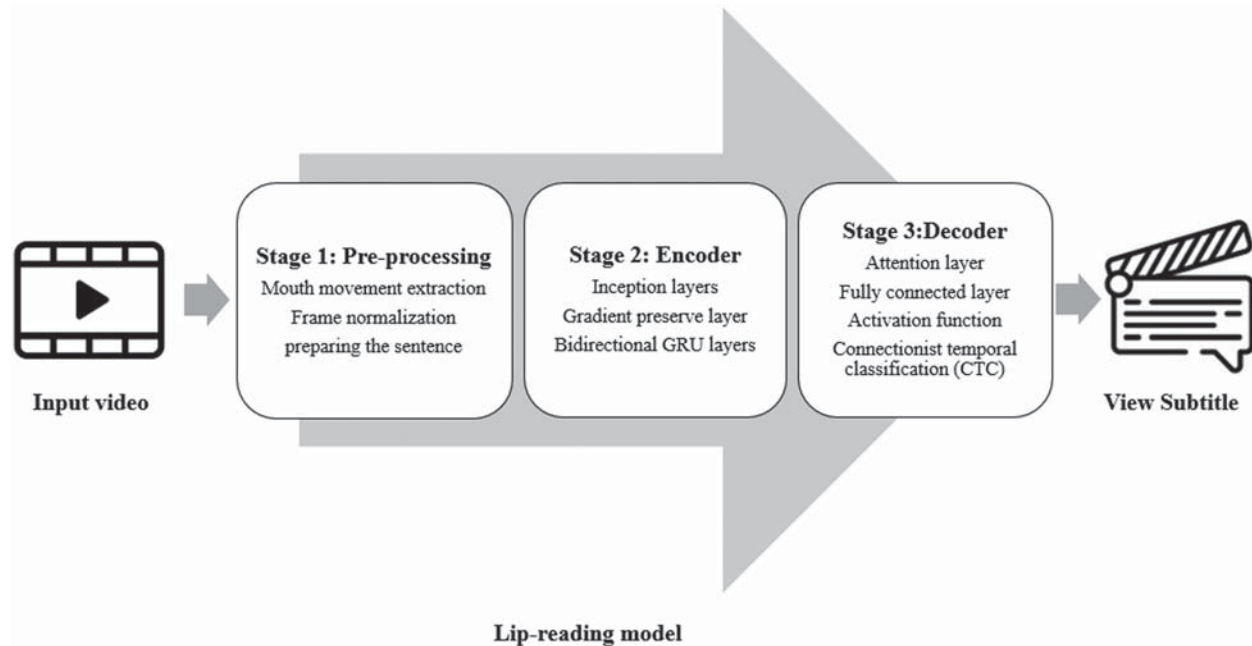 Input video
Stage 1: Pre-processing
Mouth movement extraction
Frame normalization
preparing the sentence
Stage 2: Encoder
Inception layers
Gradient preserve layer
Bidirectional GRU layers
Stage 3:Decoder
Attention layer
Fully connected layer
Activation function
Connectionist temporal
classification (CTC)
View Subtitle
Lip-reading model